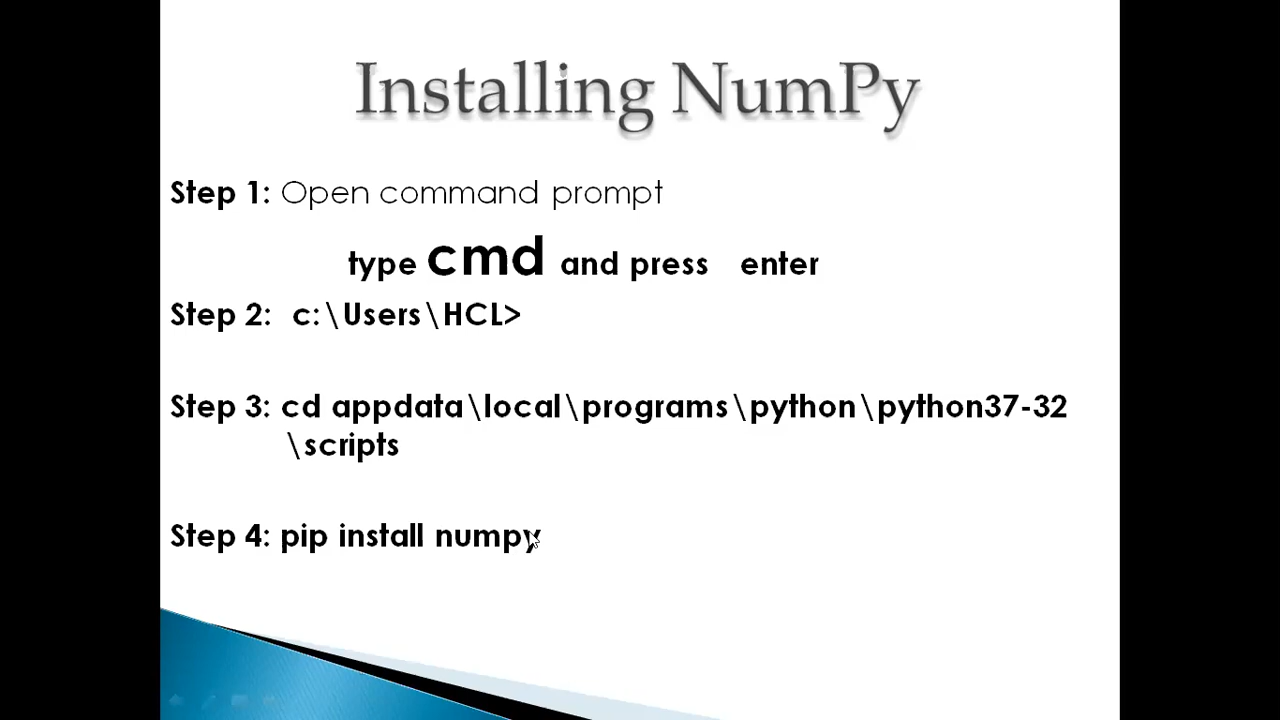 Installing NumPy
Step 1: Open command prompt
type cmd and press enter
Step 2: c:\Users\HCL>
Step 3: cd appdata\local\programs\python\python37-32
\scripts
Step 4: pip install numpy